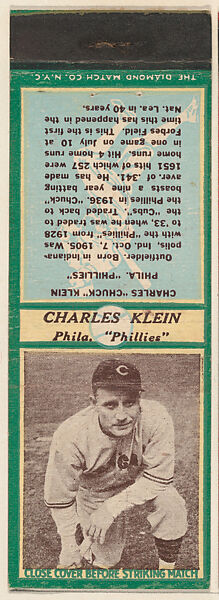 THE DIAMOND MATCH CO. N.Y.C.
CHARLES "CHUCK" KLEIN
PHILA. "PHILLIES"
Outfielder. Born in Indiana-
polis, Ind. Oct. 7, 1905. Was
with the "Phillies" from 1928
to '33, when he was traded to
the "Cubs". Traded back to
the Phillies in 1936. "Chuck"
boasts a nine year batting
aver. of .341. He has made
1651 hits of which 257 were
home runs. Hit 4 home runs
in one game on July 10 at
Forbes Field. This is the first
time this has happened in the
Nat. Lea. in 40 years.
CHARLES KLEIN
Phila. "Phillies"
C
CLOSE COVER BEFORE STRIKING MATCH